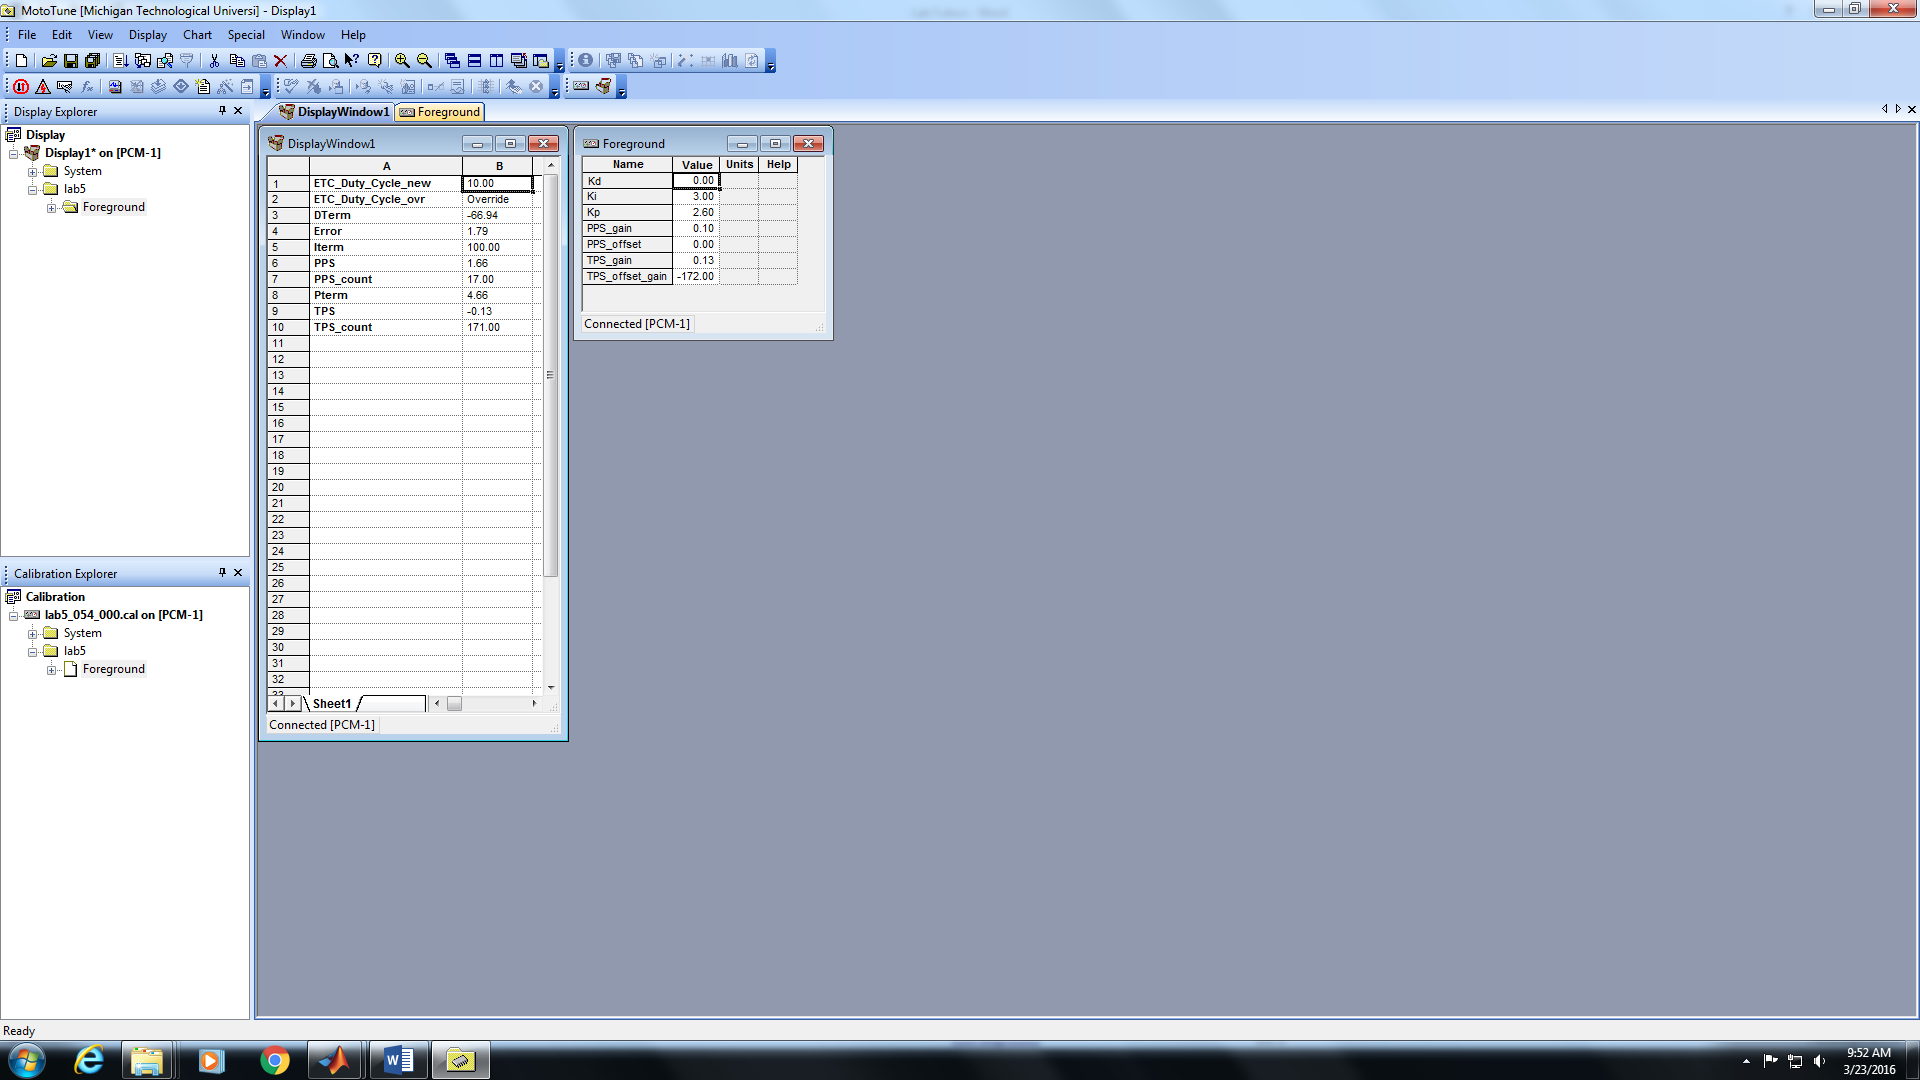 MotoTune [Michigan Technological Universi] - Display1
File Edit View Display Chart Special Window Help
Display Explorer
Display
Display1* on [PCM-1]
System
lab5
Foreground
Calibration Explorer
Calibration
lab5_054_000.cal on [PCM-1]
System
lab5
Foreground
DisplayWindow1 Foreground
DisplayWindow1
A B
1 ETC_Duty_Cycle_new 10.00
2 ETC_Duty_Cycle_ovr Override
3 DTerm -66.94
4 Error 1.79
5 Iterm 100.00
6 PPS 1.66
7 PPS_count 17.00
8 Pterm 4.66
9 TPS -0.13
10 TPS_count 171.00
11
12
13
14
15
16
17
18
19
20
21
22
23
24
25
26
27
28
29
30
31
32
Sheet1
Connected [PCM-1]
Foreground
Name Value Units Help
Kd 0.00
Ki 3.00
Kp 2.60
PPS_gain 0.10
PPS_offset 0.00
TPS_gain 0.13
TPS_offset_gain -172.00
Connected [PCM-1]
Ready
9:52 AM
3/23/2016